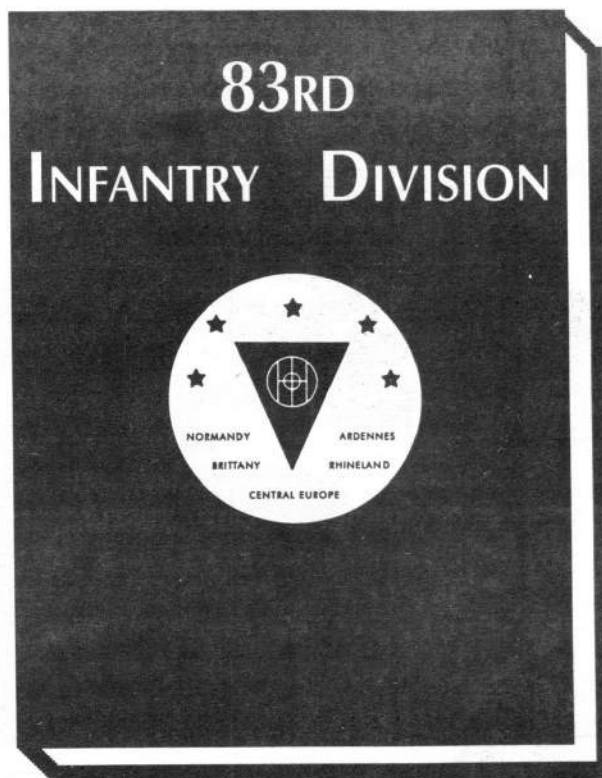 83RD
INFANTRY DIVISION
NORMANDY ARDENNES
BRITTANY RHINELAND
CENTRAL EUROPE